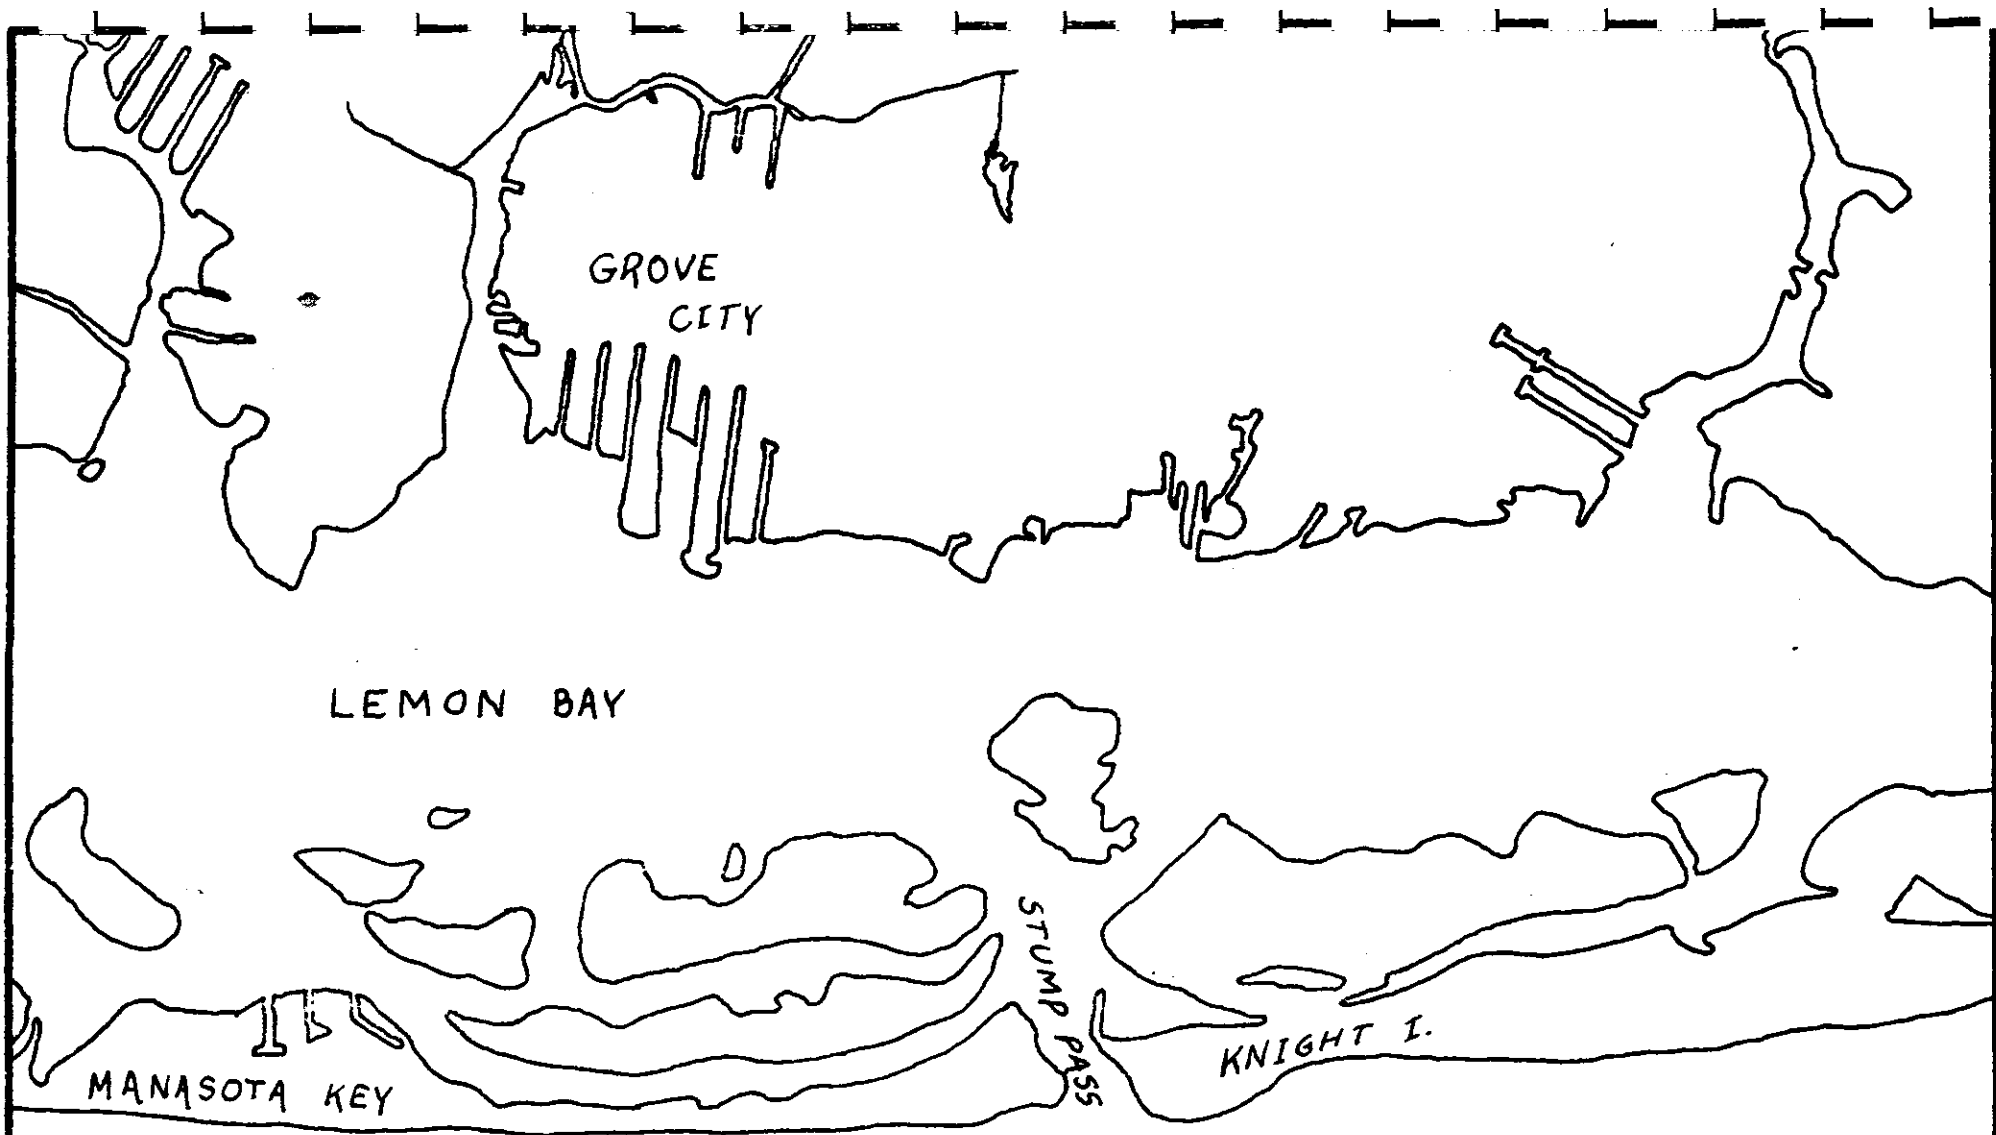 GROVE
CITY
LEMON BAY
STUMP PASS
KNIGHT I.
MANASOTA KEY